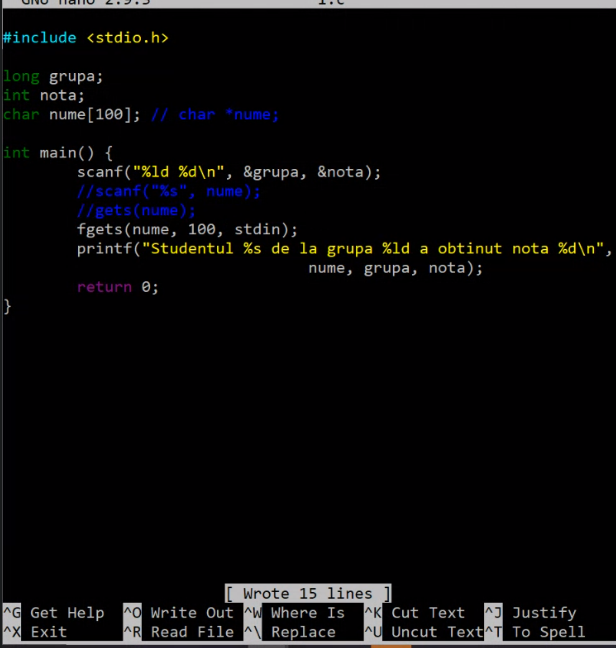 GNU nano 2.9.3 1.c
#include <stdio.h>
long grupa;
int nota;
char nume[100]; // char *nume;
int main() {
scanf("%ld %d\n", &grupa, &nota);
//scanf("%s", nume);
//gets(nume);
fgets(nume, 100, stdin);
printf("Studentul %s de la grupa %ld a obtinut nota %d\n",
nume, grupa, nota);
return 0;
}
[ Wrote 15 lines ]
^G Get Help ^O Write Out ^W Where Is ^K Cut Text ^J Justify
^X Exit ^R Read File ^\ Replace ^U Uncut Text ^T To Spell